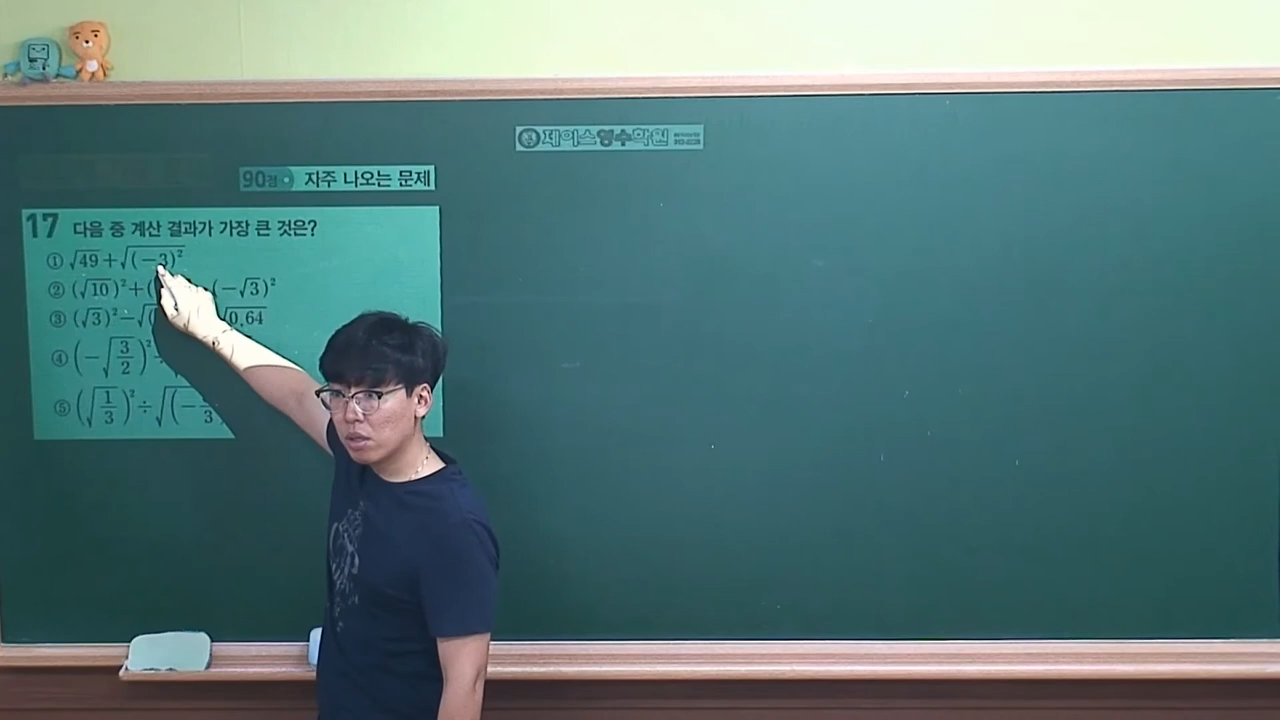 제이스영수학원
90점 자주 나오는 문제
17 다음 중 계산 결과가 가장 큰 것은?
① √49+√(−3)²
② (√10)²+( (−√3)²
③ (√3)²−√( √0.64
④ (−√3/2)²÷
⑤ (√1/3)²÷√(−